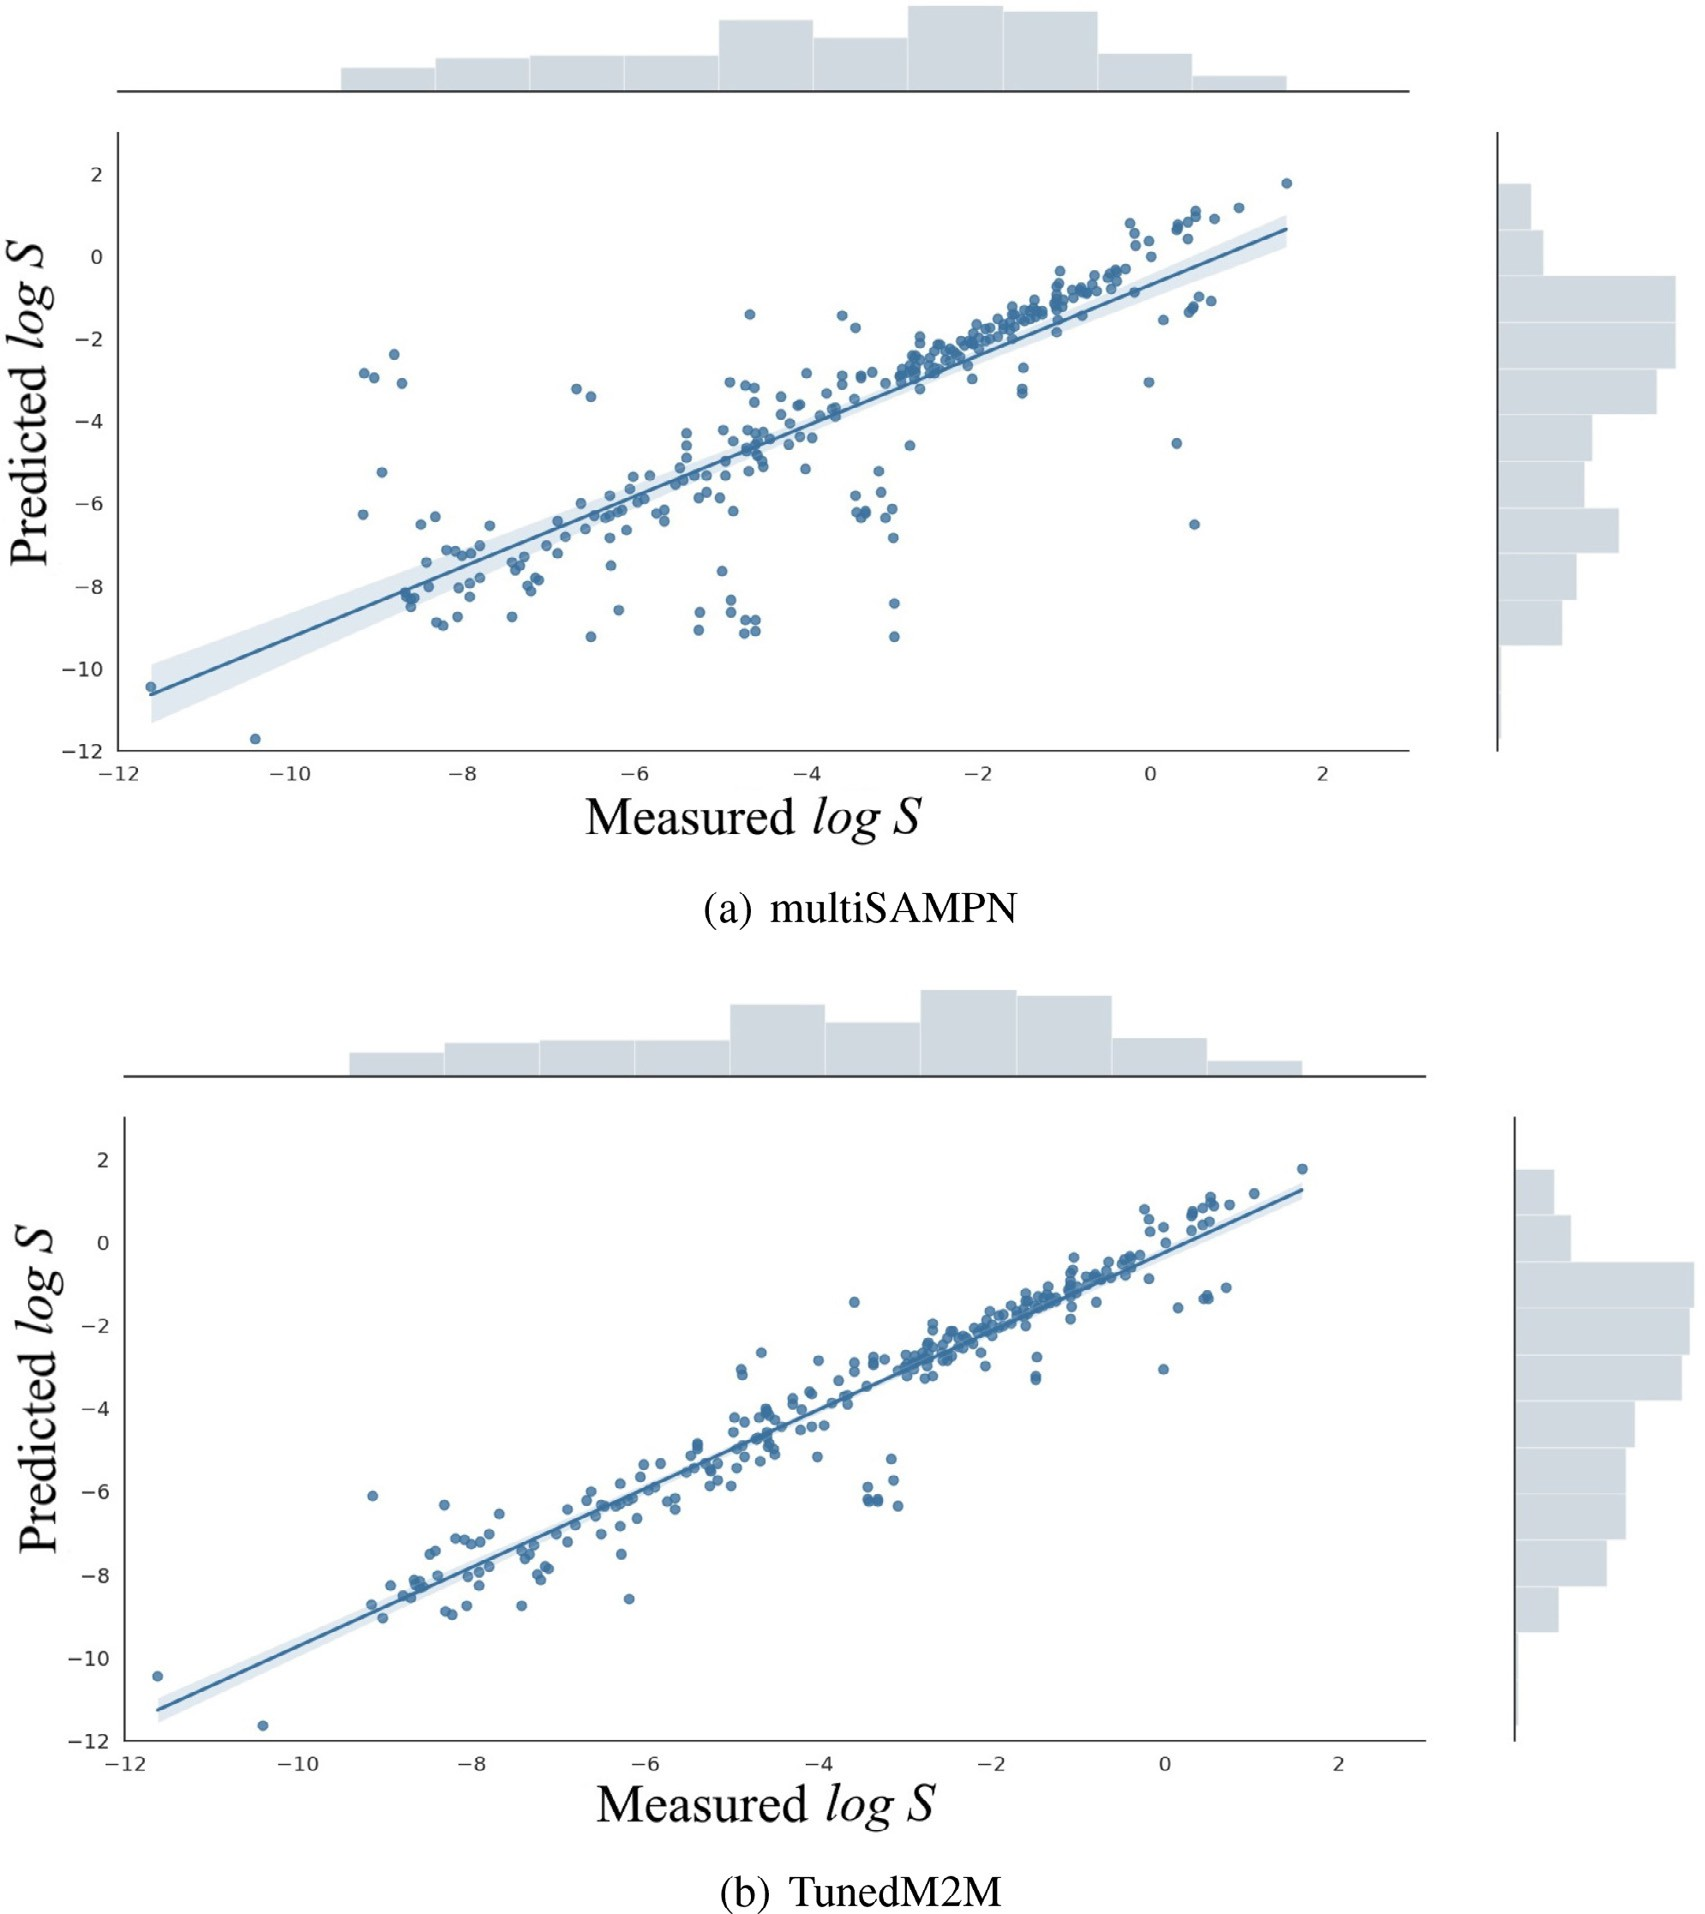 2
0
−2
−4
−6
−8
−10
−12
Predicted log S
−12 −10 −8 −6 −4 −2 0 2
Measured log S
(a) multiSAMPN
2
0
−2
−4
−6
−8
−10
−12
Predicted log S
−12 −10 −8 −6 −4 −2 0 2
Measured log S
(b) TunedM2M